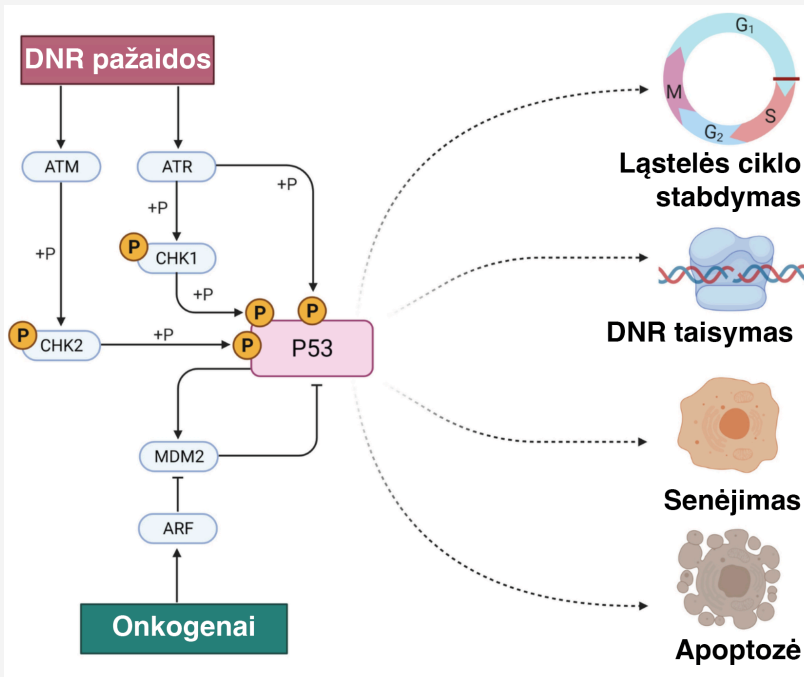 DNR pažaidos
ATM
ATR
+P
+P
+P
P
CHK1
+P
P
CHK2
+P
P
P
P
P53
MDM2
ARF
Onkogenai
G₁
S
G₂
M
Ląstelės ciklo
stabdymas
DNR taisymas
Senėjimas
Apoptozė